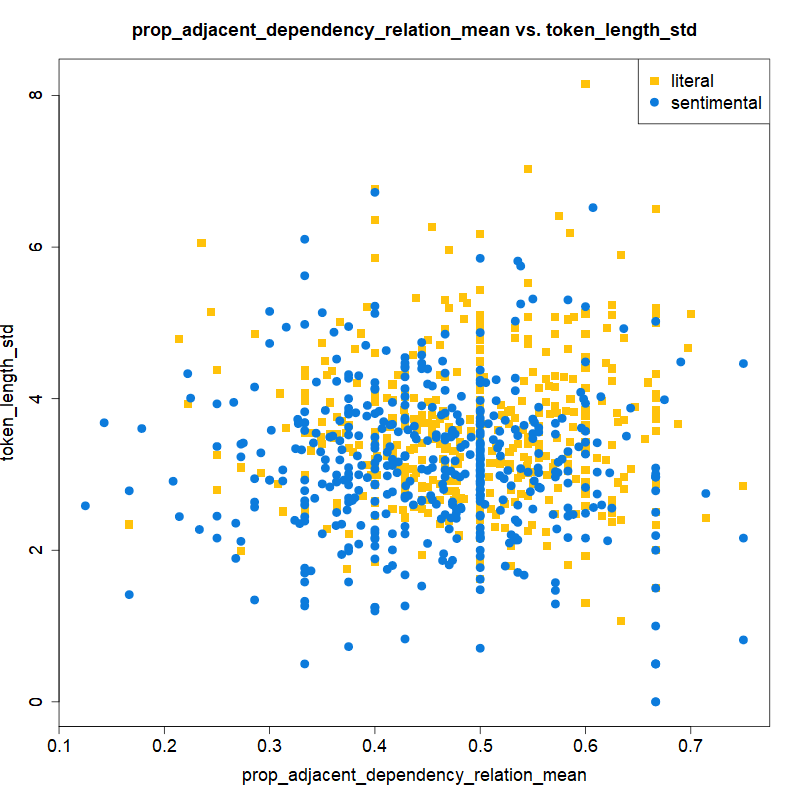 prop_adjacent_dependency_relation_mean vs. token_length_std
literal
sentimental
8
6
4
2
0
token_length_std
0.1 0.2 0.3 0.4 0.5 0.6 0.7
prop_adjacent_dependency_relation_mean